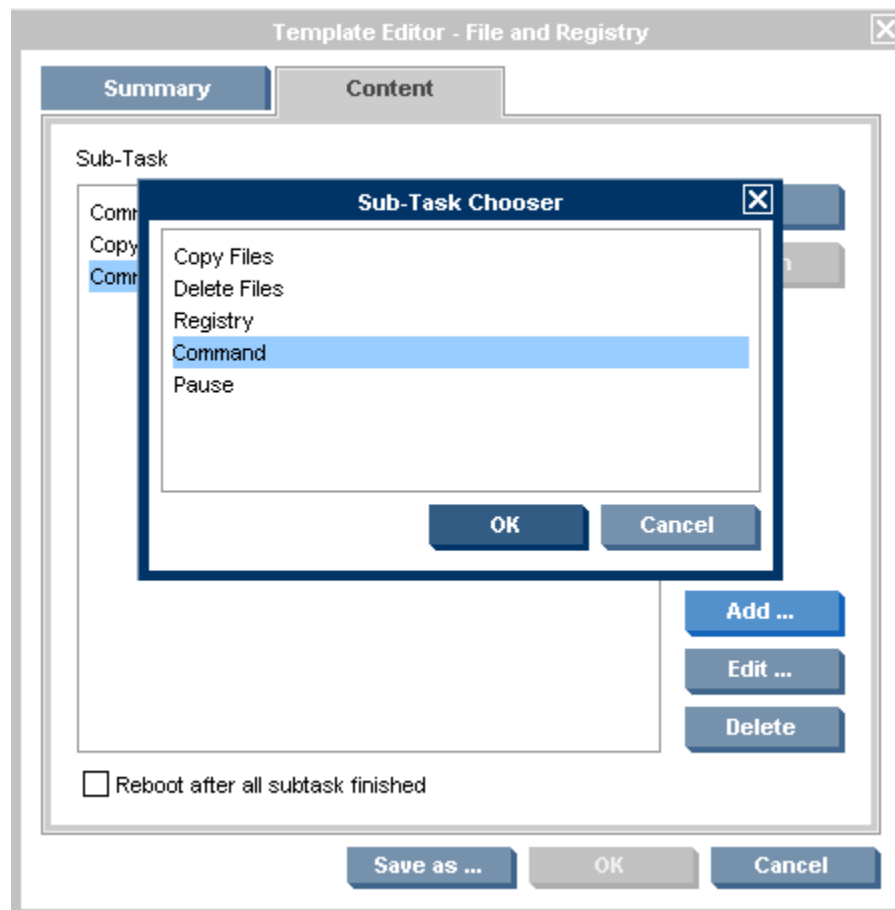 Template Editor - File and Registry
Summary
Content
Sub-Task
Sub-Task Chooser
Copy
Copy Files
Delete Files
Registry
Command
Pause
OK
Cancel
Add ...
Edit ...
Delete
Reboot after all subtask finished
Save as ...
OK
Cancel